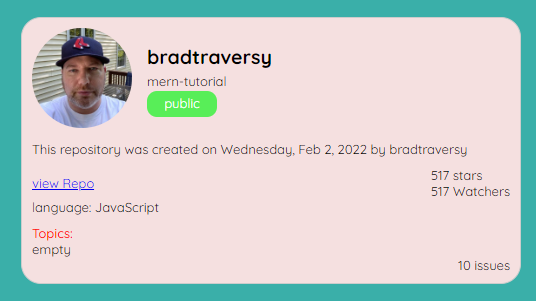 bradtraversy
mern-tutorial
public
This repository was created on Wednesday, Feb 2, 2022 by bradtraversy
view Repo
517 stars
517 Watchers
language: JavaScript
Topics:
empty
10 issues